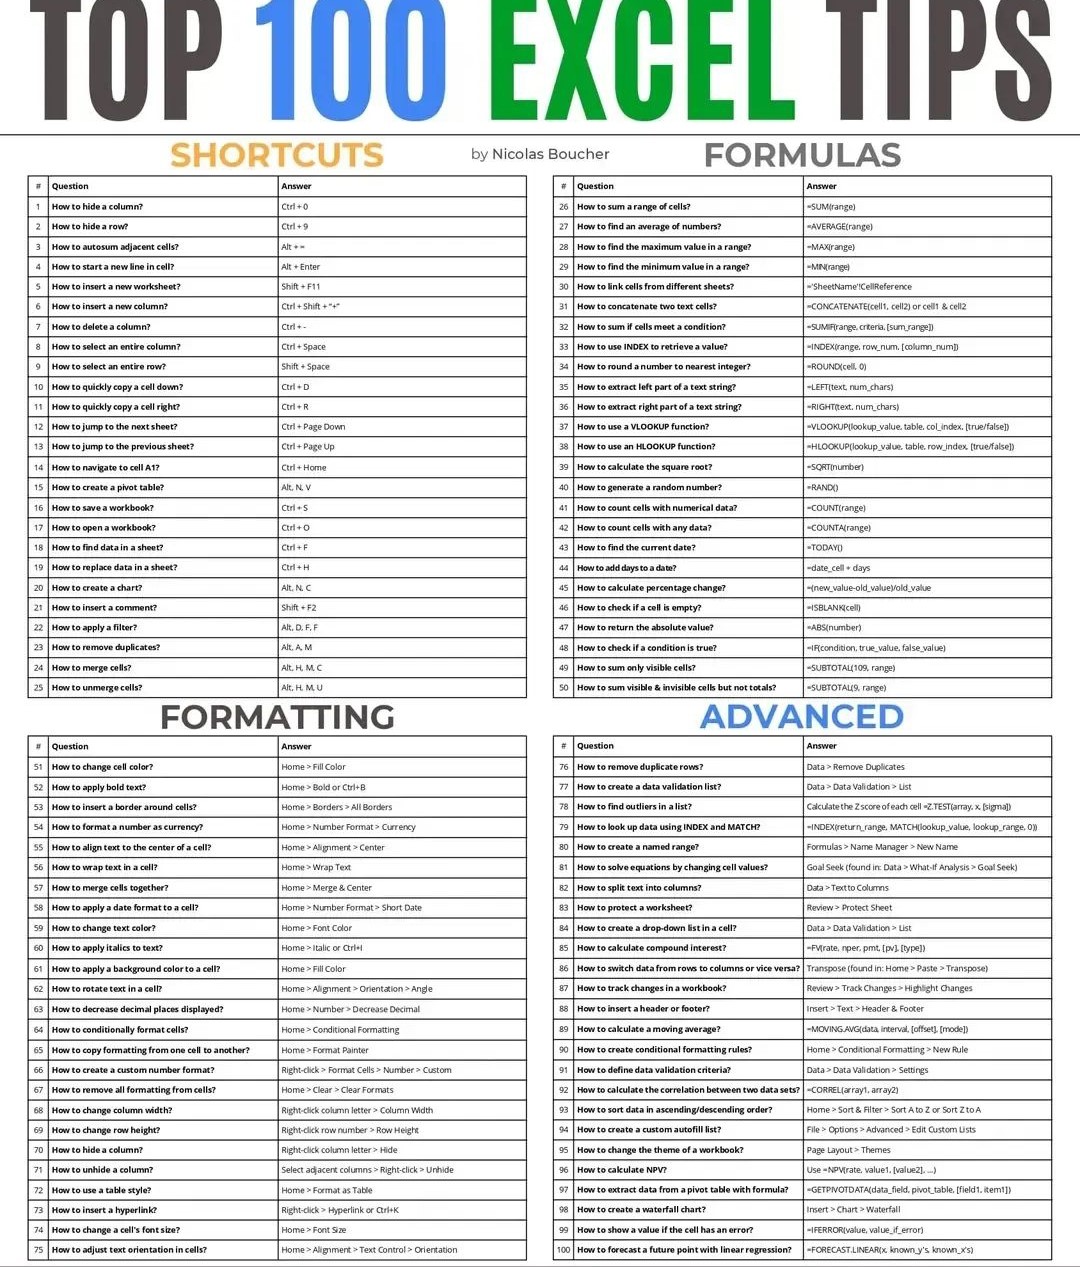 TOP 100 EXCEL TIPS
SHORTCUTS
by Nicolas Boucher
FORMULAS
# Question Answer
1 How to hide a column? Ctrl + 0
2 How to hide a row? Ctrl + 9
3 How to autosum adjacent cells? Alt + =
4 How to start a new line in cell? Alt + Enter
5 How to insert a new worksheet? Shift + F11
6 How to insert a new column? Ctrl + Shift + "+"
7 How to delete a column? Ctrl + -
8 How to select an entire column? Ctrl + Space
9 How to select an entire row? Shift + Space
10 How to quickly copy a cell down? Ctrl + D
11 How to quickly copy a cell right? Ctrl + R
12 How to jump to the next sheet? Ctrl + Page Down
13 How to jump to the previous sheet? Ctrl + Page Up
14 How to navigate to cell A1? Ctrl + Home
15 How to create a pivot table? Alt, N, V
16 How to save a workbook? Ctrl + S
17 How to open a workbook? Ctrl + O
18 How to find data in a sheet? Ctrl + F
19 How to replace data in a sheet? Ctrl + H
20 How to create a chart? Alt, N, C
21 How to insert a comment? Shift + F2
22 How to apply a filter? Alt, D, F, F
23 How to remove duplicates? Alt, A, M
24 How to merge cells? Alt, H, M, C
25 How to unmerge cells? Alt, H, M, U
# Question Answer
26 How to sum a range of cells? =SUM(range)
27 How to find an average of numbers? =AVERAGE(range)
28 How to find the maximum value in a range? =MAX(range)
29 How to find the minimum value in a range? =MIN(range)
30 How to link cells from different sheets? ='SheetName'!CellReference
31 How to concatenate two text cells? =CONCATENATE(cell1, cell2) or cell1 & cell2
32 How to sum if cells meet a condition? =SUMIF(range, criteria, [sum_range])
33 How to use INDEX to retrieve a value? =INDEX(range, row_num, [column_num])
34 How to round a number to nearest integer? =ROUND(cell, 0)
35 How to extract left part of a text string? =LEFT(text, num_chars)
36 How to extract right part of a text string? =RIGHT(text, num_chars)
37 How to use a VLOOKUP function? =VLOOKUP(lookup_value, table, col_index, [true/false])
38 How to use an HLOOKUP function? =HLOOKUP(lookup_value, table, row_index, [true/false])
39 How to calculate the square root? =SQRT(number)
40 How to generate a random number? =RAND()
41 How to count cells with numerical data? =COUNT(range)
42 How to count cells with any data? =COUNTA(range)
43 How to find the current date? =TODAY()
44 How to add days to a date? =date_cell + days
45 How to calculate percentage change? =(new_value-old_value)/old_value
46 How to check if a cell is empty? =ISBLANK(cell)
47 How to return the absolute value? =ABS(number)
48 How to check if a condition is true? =IF(condition, true_value, false_value)
49 How to sum only visible cells? =SUBTOTAL(109, range)
50 How to sum visible & invisible cells but not totals? =SUBTOTAL(9, range)
FORMATTING
# Question Answer
51 How to change cell color? Home > Fill Color
52 How to apply bold text? Home > Bold or Ctrl+B
53 How to insert a border around cells? Home > Borders > All Borders
54 How to format a number as currency? Home > Number Format > Currency
55 How to align text to the center of a cell? Home > Alignment > Center
56 How to wrap text in a cell? Home > Wrap Text
57 How to merge cells together? Home > Merge & Center
58 How to apply a date format to a cell? Home > Number Format > Short Date
59 How to change text color? Home > Font Color
60 How to apply italics to text? Home > Italic or Ctrl+I
61 How to apply a background color to a cell? Home > Fill Color
62 How to rotate text in a cell? Home > Alignment > Orientation > Angle
63 How to decrease decimal places displayed? Home > Number > Decrease Decimal
64 How to conditionally format cells? Home > Conditional Formatting
65 How to copy formatting from one cell to another? Home > Format Painter
66 How to create a custom number format? Right-click > Format Cells > Number > Custom
67 How to remove all formatting from cells? Home > Clear > Clear Formats
68 How to change column width? Right-click column letter > Column Width
69 How to change row height? Right-click row number > Row Height
70 How to hide a column? Right-click column letter > Hide
71 How to unhide a column? Select adjacent columns > Right-click > Unhide
72 How to use a table style? Home > Format as Table
73 How to insert a hyperlink? Right-click > Hyperlink or Ctrl+K
74 How to change a cell's font size? Home > Font Size
75 How to adjust text orientation in cells? Home > Alignment > Text Control > Orientation
ADVANCED
# Question Answer
76 How to remove duplicate rows? Data > Remove Duplicates
77 How to create a data validation list? Data > Data Validation > List
78 How to find outliers in a list? Calculate the Z score of each cell =Z.TEST(array, x, [sigma])
79 How to look up data using INDEX and MATCH? =INDEX(return_range, MATCH(lookup_value, lookup_range, 0))
80 How to create a named range? Formulas > Name Manager > New Name
81 How to solve equations by changing cell values? Goal Seek (found in: Data > What-If Analysis > Goal Seek)
82 How to split text into columns? Data > Text to Columns
83 How to protect a worksheet? Review > Protect Sheet
84 How to create a drop-down list in a cell? Data > Data Validation > List
85 How to calculate compound interest? =FV(rate, nper, pmt, [pv], [type])
86 How to switch data from rows to columns or vice versa? Transpose (found in: Home > Paste > Transpose)
87 How to track changes in a workbook? Review > Track Changes > Highlight Changes
88 How to insert a header or footer? Insert > Text > Header & Footer
89 How to calculate a moving average? =MOVING.AVG(data, interval, [offset], [mode])
90 How to create conditional formatting rules? Home > Conditional Formatting > New Rule
91 How to define data validation criteria? Data > Data Validation > Settings
92 How to calculate the correlation between two data sets? =CORREL(array1, array2)
93 How to sort data in ascending/descending order? Home > Sort & Filter > Sort A to Z or Sort Z to A
94 How to create a custom autofill list? File > Options > Advanced > Edit Custom Lists
95 How to change the theme of a workbook? Page Layout > Themes
96 How to calculate NPV? Use =NPV(rate, value1, [value2], ...)
97 How to extract data from a pivot table with formula? =GETPIVOTDATA(data_field, pivot_table, [field1, item1])
98 How to create a waterfall chart? Insert > Chart > Waterfall
99 How to show a value if the cell has an error? =IFERROR(value, value_if_error)
100 How to forecast a future point with linear regression? =FORECAST.LINEAR(x, known_y's, known_x's)